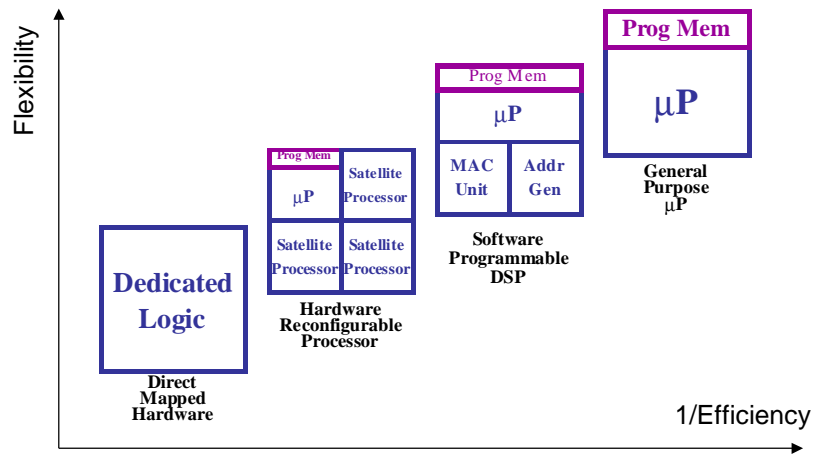 Flexibility
Prog Mem
μP
General
Purpose
μP
Prog Mem
μP
MAC
Unit
Addr
Gen
Software
Programmable
DSP
Prog Mem
μP
Satellite
Processor
Satellite
Processor
Satellite
Processor
Hardware
Reconfigurable
Processor
Dedicated
Logic
Direct
Mapped
Hardware
1/Efficiency